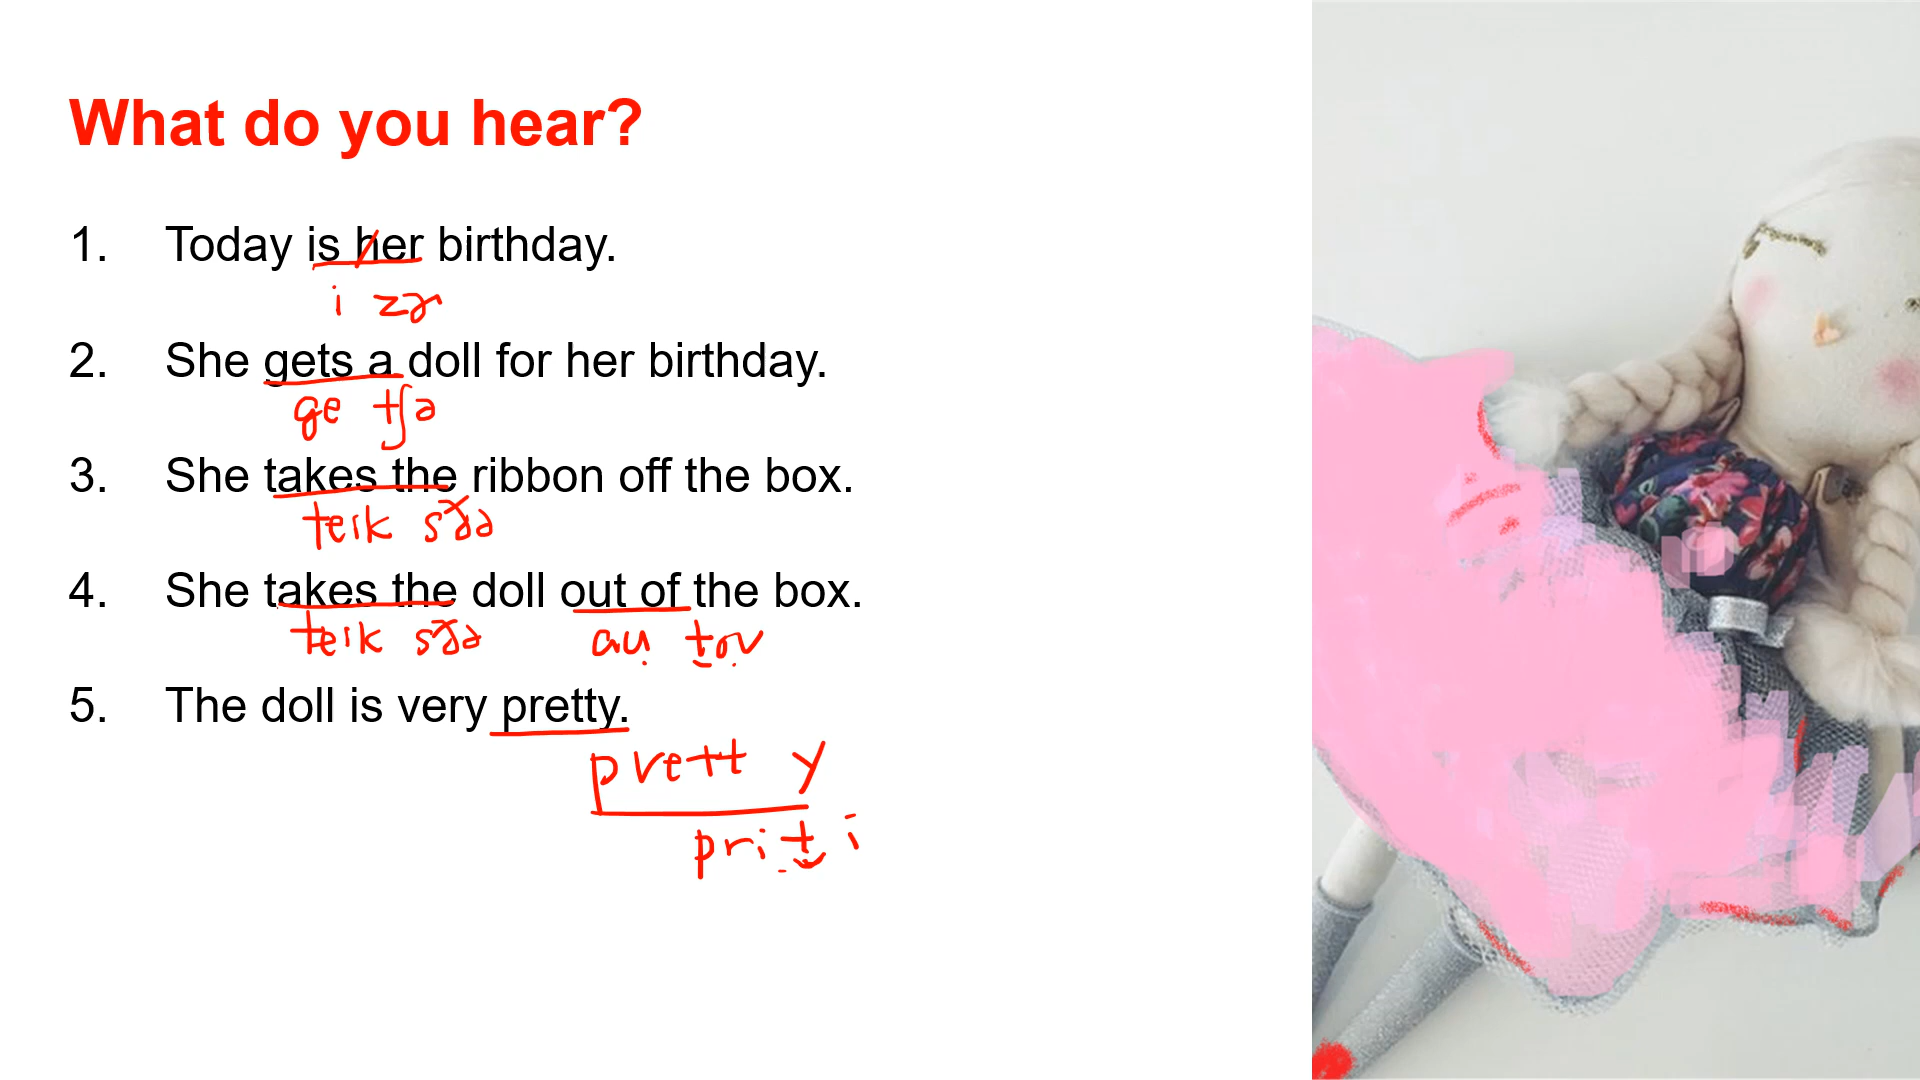 What do you hear?
1. Today is her birthday.
i zɚ
2. She gets a doll for her birthday.
ge tʃə
3. She takes the ribbon off the box.
teɪk sðə
4. She takes the doll out of the box.
teɪk sðə au t̬əv
5. The doll is very pretty.
prett y
prit̬ i